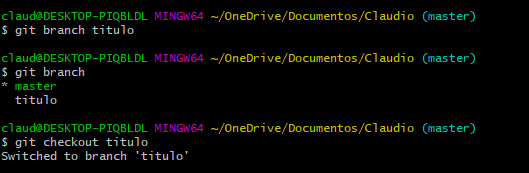 claud@DESKTOP-PIQBLDL MINGW64 ~/OneDrive/Documentos/Claudio (master)
$ git branch titulo
claud@DESKTOP-PIQBLDL MINGW64 ~/OneDrive/Documentos/Claudio (master)
$ git branch
* master
  titulo
claud@DESKTOP-PIQBLDL MINGW64 ~/OneDrive/Documentos/Claudio (master)
$ git checkout titulo
Switched to branch 'titulo'